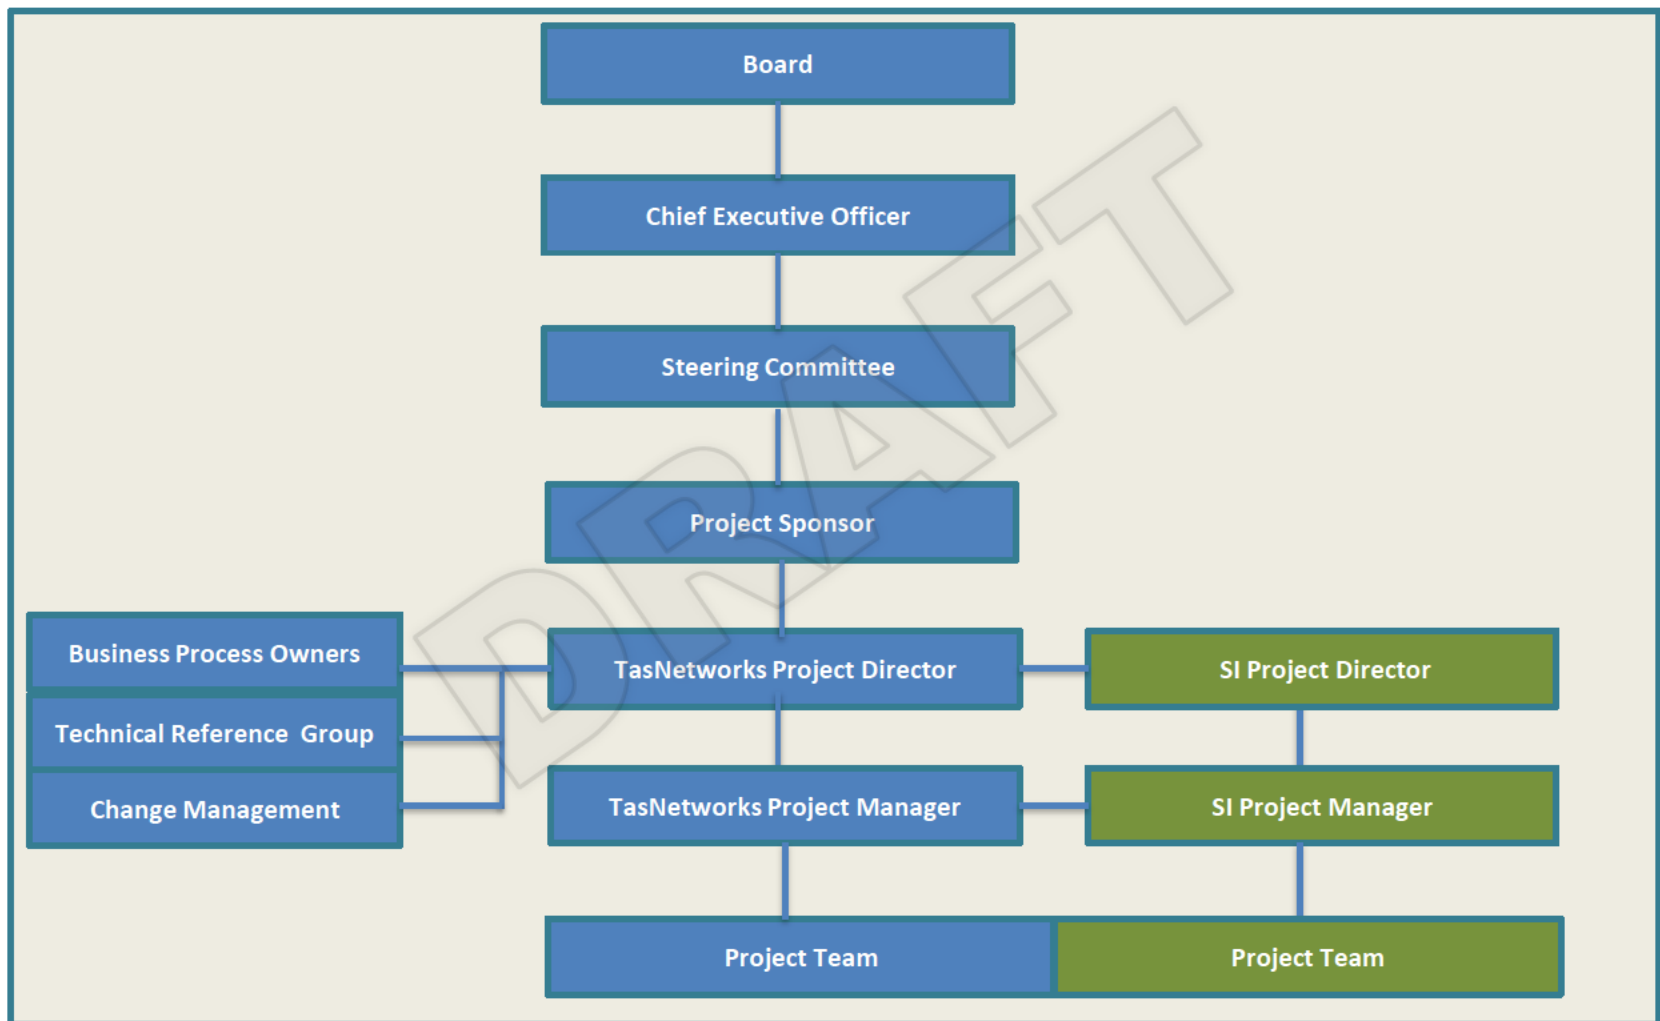 Board
Chief Executive Officer
Steering Committee
Project Sponsor
Business Process Owners
TasNetworks Project Director
SI Project Director
Technical Reference Group
Change Management
TasNetworks Project Manager
SI Project Manager
Project Team
Project Team
DRAFT